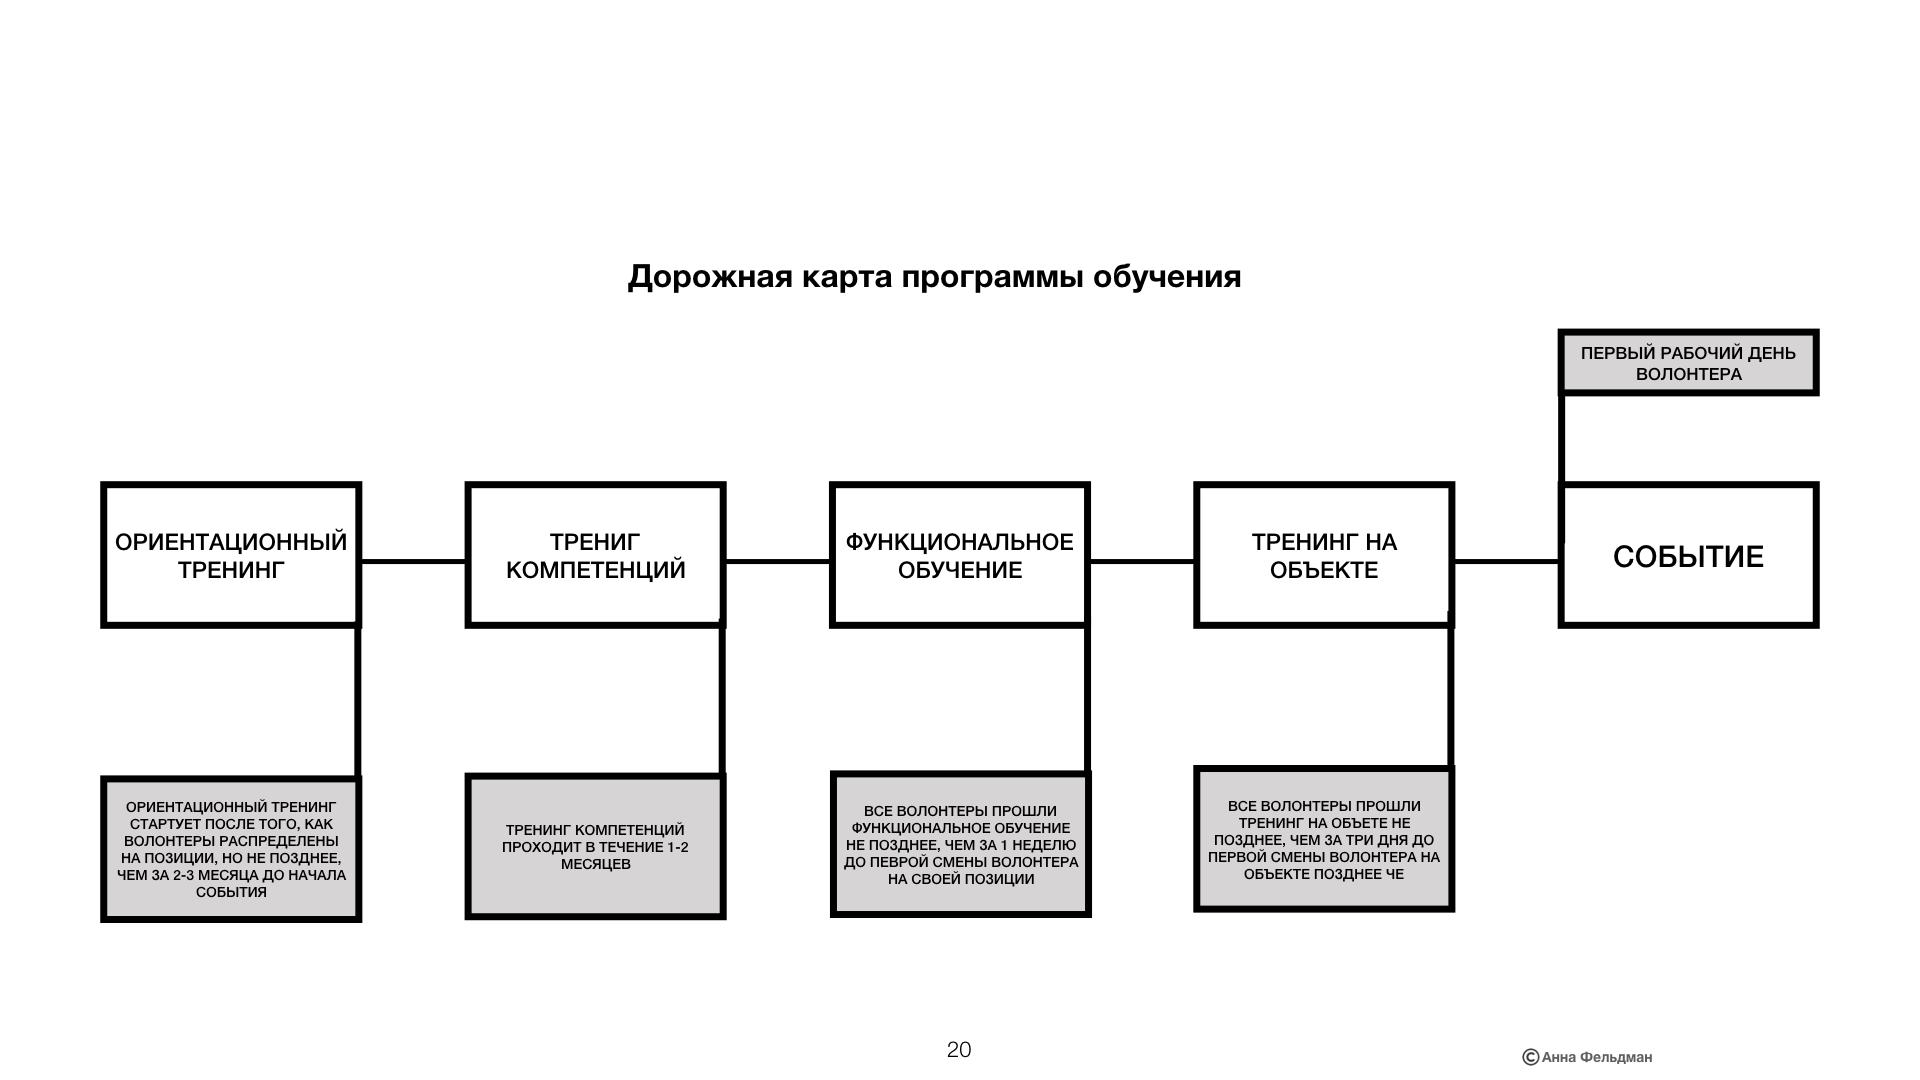 Дорожная карта программы обучения
ПЕРВЫЙ РАБОЧИЙ ДЕНЬ
ВОЛОНТЕРА
ОРИЕНТАЦИОННЫЙ
ТРЕНИНГ
ТРЕНИГ
КОМПЕТЕНЦИЙ
ФУНКЦИОНАЛЬНОЕ
ОБУЧЕНИЕ
ТРЕНИНГ НА
ОБЪЕКТЕ
СОБЫТИЕ
ОРИЕНТАЦИОННЫЙ ТРЕНИНГ
СТАРТУЕТ ПОСЛЕ ТОГО, КАК
ВОЛОНТЕРЫ РАСПРЕДЕЛЕНЫ
НА ПОЗИЦИИ, НО НЕ ПОЗДНЕЕ,
ЧЕМ ЗА 2-3 МЕСЯЦА ДО НАЧАЛА
СОБЫТИЯ
ТРЕНИНГ КОМПЕТЕНЦИЙ
ПРОХОДИТ В ТЕЧЕНИЕ 1-2
МЕСЯЦЕВ
ВСЕ ВОЛОНТЕРЫ ПРОШЛИ
ФУНКЦИОНАЛЬНОЕ ОБУЧЕНИЕ
НЕ ПОЗДНЕЕ, ЧЕМ ЗА 1 НЕДЕЛЮ
ДО ПЕВРОЙ СМЕНЫ ВОЛОНТЕРА
НА СВОЕЙ ПОЗИЦИИ
ВСЕ ВОЛОНТЕРЫ ПРОШЛИ
ТРЕНИНГ НА ОБЪЕТЕ НЕ
ПОЗДНЕЕ, ЧЕМ ЗА ТРИ ДНЯ ДО
ПЕРВОЙ СМЕНЫ ВОЛОНТЕРА НА
ОБЪЕКТЕ ПОЗДНЕЕ ЧЕ
20
© Анна Фельдман